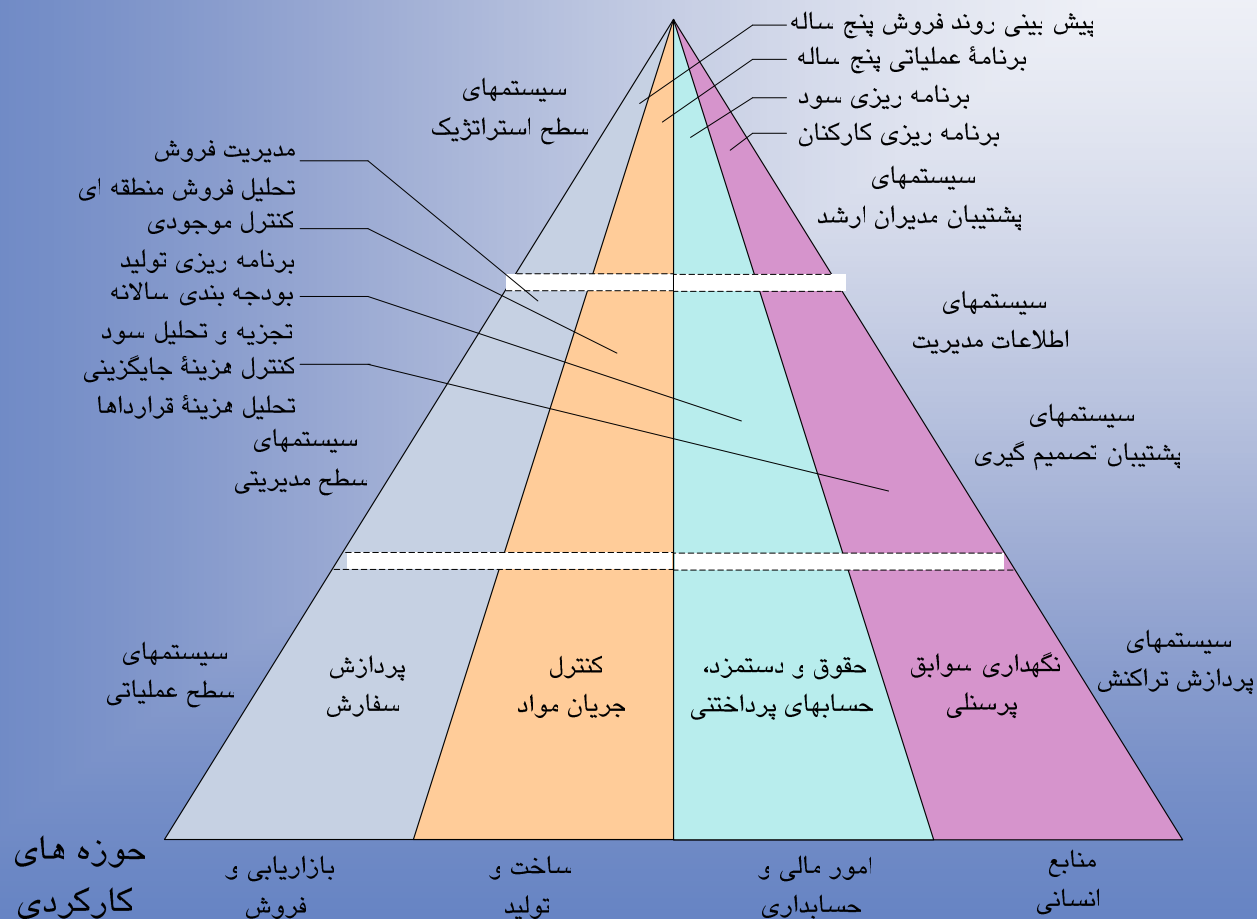 پیش بینی روند فروش پنج ساله
برنامۀ عملیاتی پنج ساله
برنامه ریزی سود
برنامه ریزی کارکنان
سیستمهای
سطح استراتژیک
سیستمهای
پشتیبان مدیران ارشد
مدیریت فروش
تحلیل فروش منطقه ای
کنترل موجودی
برنامه ریزی تولید
بودجه بندی سالانه
تجزیه و تحلیل سود
کنترل هزینۀ جایگزینی
تحلیل هزینۀ قرارداها
سیستمهای
اطلاعات مدیریت
سیستمهای
پشتیبان تصمیم گیری
سیستمهای
سطح مدیریتی
سیستمهای
پردازش تراکنش
نگهداری سوابق
پرسنلی
حقوق و دستمزد،
حسابهای پرداختنی
کنترل
جریان مواد
پردازش
سفارش
سیستمهای
سطح عملیاتی
منابع
انسانی
امور مالی و
حسابداری
ساخت و
تولید
بازاریابی و
فروش
حوزه های
کارکردی